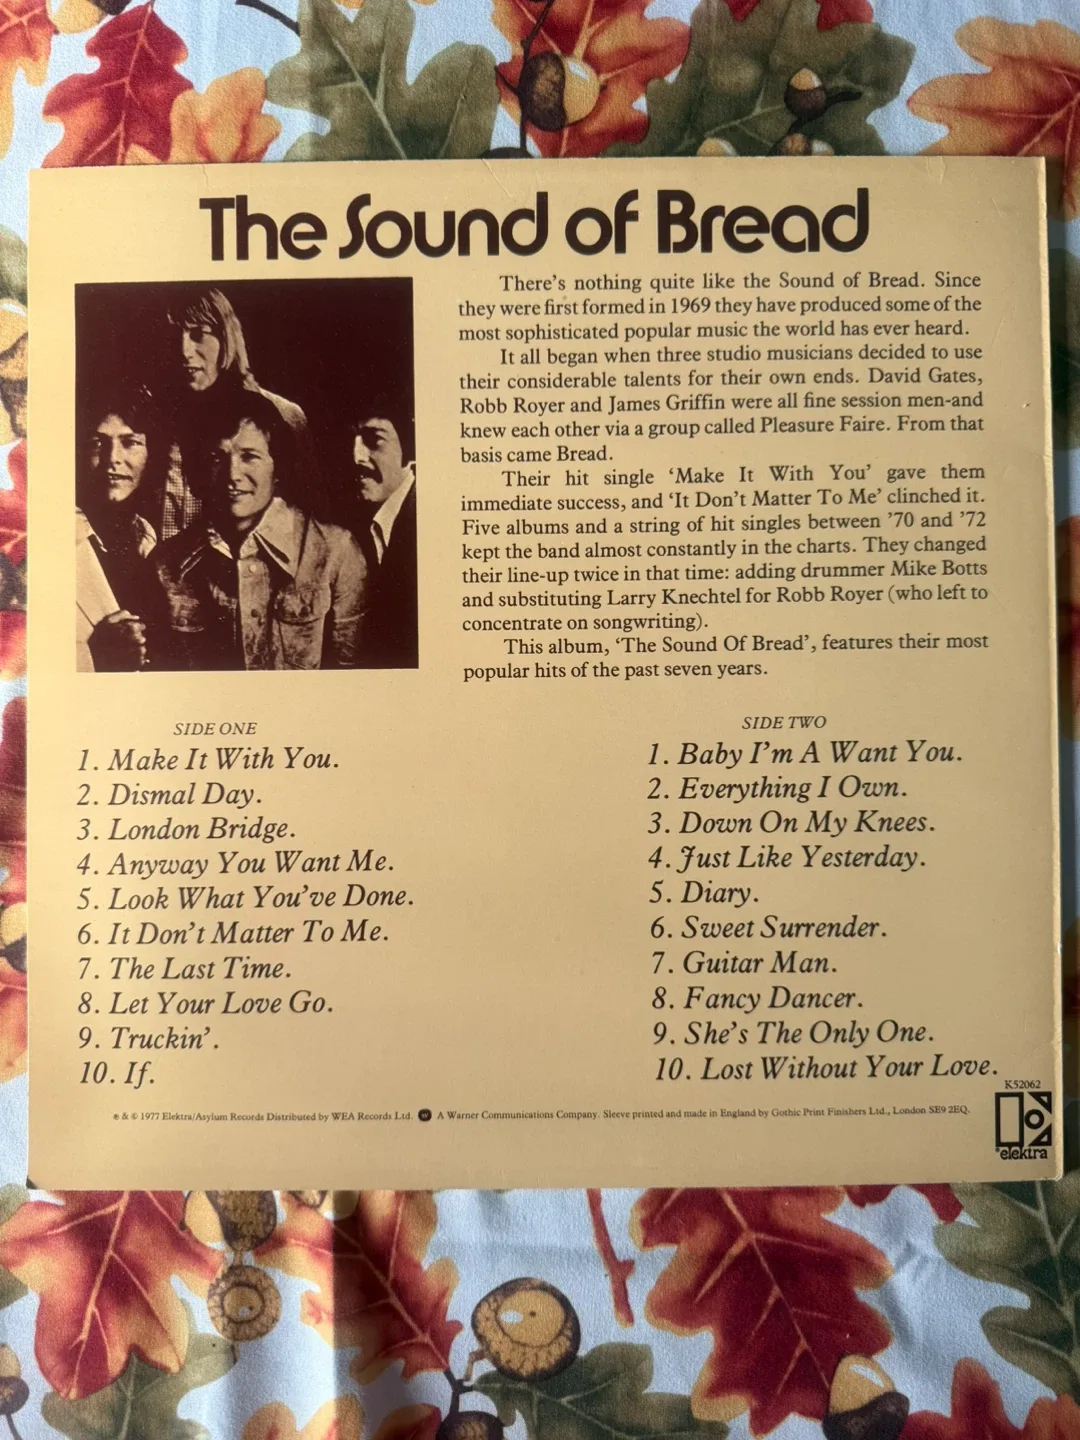 The Sound of Bread
There's nothing quite like the Sound of Bread. Since
they were first formed in 1969 they have produced some of the
most sophisticated popular music the world has ever heard.
It all began when three studio musicians decided to use
their considerable talents for their own ends. David Gates,
Robb Royer and James Griffin were all fine session men-and
knew each other via a group called Pleasure Faire. From that
basis came Bread.
Their hit single ‘Make It With You’ gave them
immediate success, and ‘It Don't Matter To Me’ clinched it.
Five albums and a string of hit singles between ’70 and ’72
kept the band almost constantly in the charts. They changed
their line-up twice in that time: adding drummer Mike Botts
and substituting Larry Knechtel for Robb Royer (who left to
concentrate on songwriting).
This album, ‘The Sound Of Bread’, features their most
popular hits of the past seven years.
SIDE ONE
1. Make It With You.
2. Dismal Day.
3. London Bridge.
4. Anyway You Want Me.
5. Look What You've Done.
6. It Don't Matter To Me.
7. The Last Time.
8. Let Your Love Go.
9. Truckin’.
10. If.
SIDE TWO
1. Baby I'm A Want You.
2. Everything I Own.
3. Down On My Knees.
4. Just Like Yesterday.
5. Diary.
6. Sweet Surrender.
7. Guitar Man.
8. Fancy Dancer.
9. She's The Only One.
10. Lost Without Your Love.
K52062
℗ & © 1977 Elektra/Asylum Records Distributed by WEA Records Ltd. W A Warner Communications Company. Sleeve printed and made in England by Gothic Print Finishers Ltd., London SE9 2EQ.
elektra